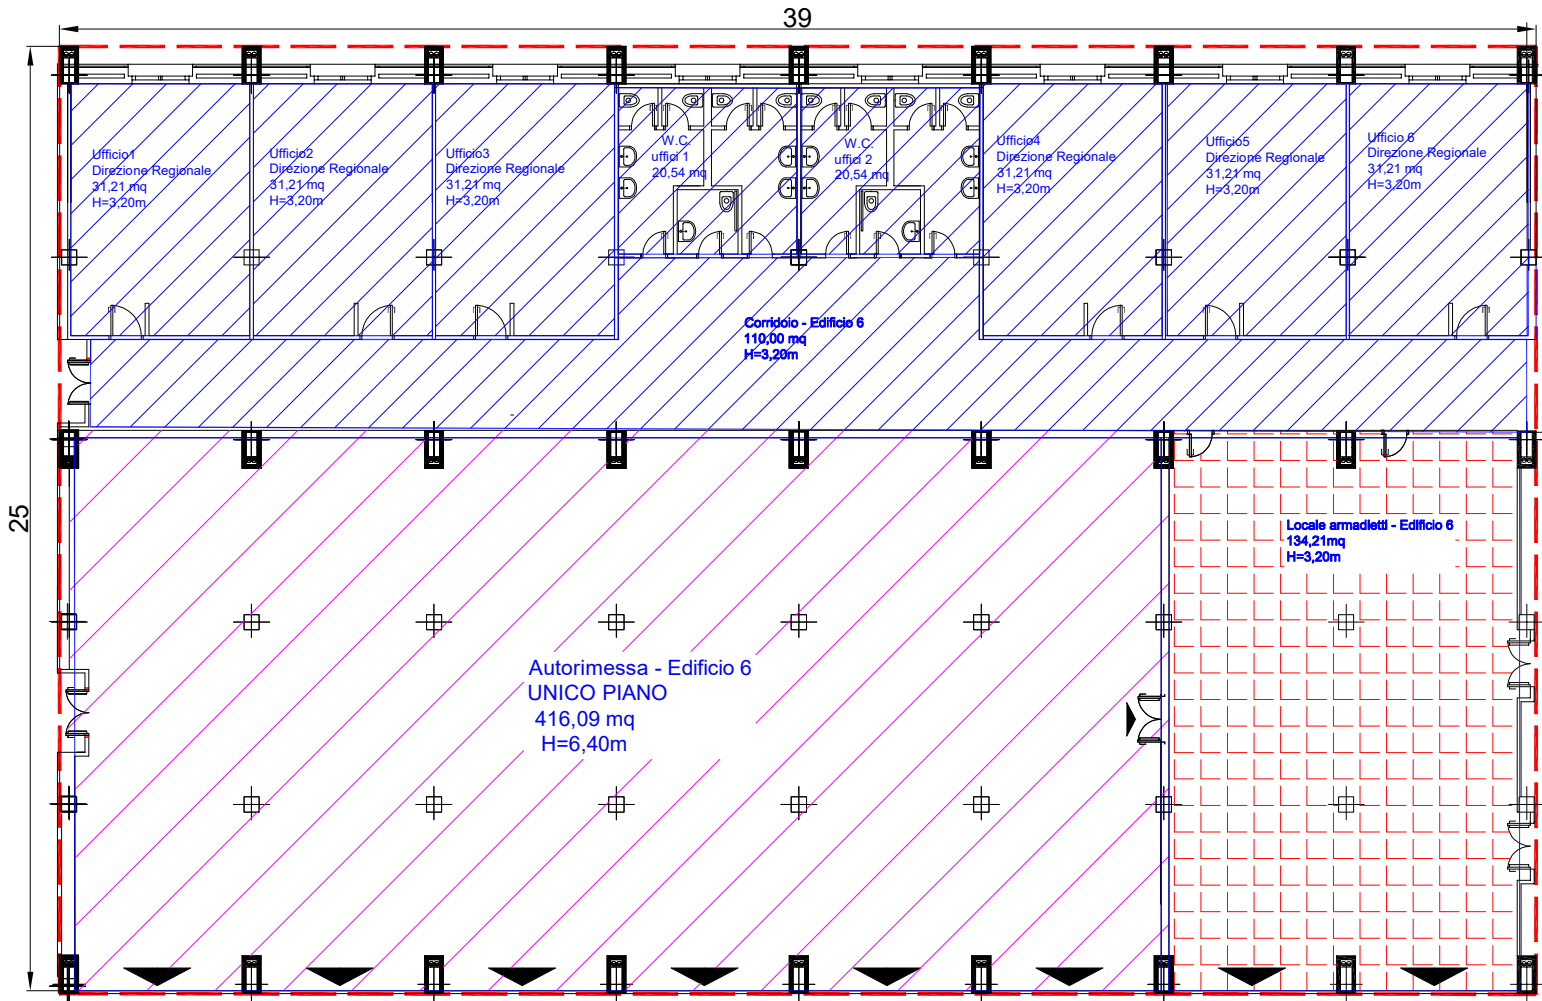 39
25
Ufficio1
Direzione Regionale
31,21 mq
H=3,20m
Ufficio2
Direzione Regionale
31,21 mq
H=3,20m
Ufficio3
Direzione Regionale
31,21 mq
H=3,20m
W.C.
uffici 1
20,54 mq
W.C.
uffici 2
20,54 mq
Ufficio4
Direzione Regionale
31,21 mq
H=3,20m
Ufficio5
Direzione Regionale
31,21 mq
H=3,20m
Ufficio 6
Direzione Regionale
31,21 mq
H=3,20m
Corridoio - Edificio 6
110,00 mq
H=3,20m
Locale armadietti - Edificio 6
134,21mq
H=3,20m
Autorimessa - Edificio 6
UNICO PIANO
416,09 mq
H=6,40m